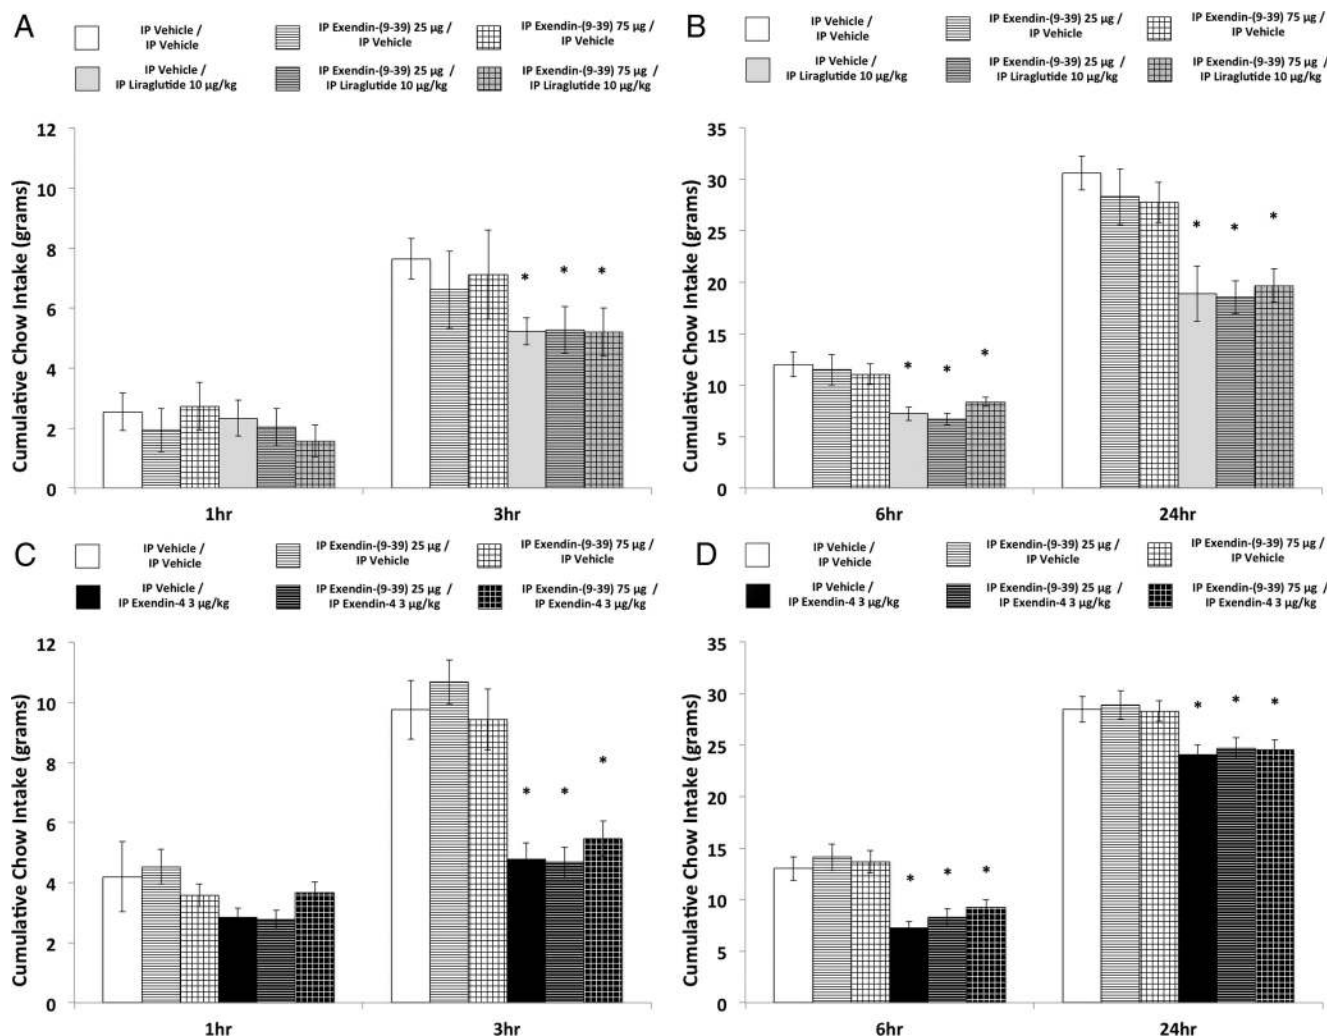 A
IP Vehicle /
IP Vehicle
IP Exendin-(9-39) 25 µg /
IP Vehicle
IP Exendin-(9-39) 75 µg /
IP Vehicle
IP Vehicle /
IP Liraglutide 10 µg/kg
IP Exendin-(9-39) 25 µg /
IP Liraglutide 10 µg/kg
IP Exendin-(9-39) 75 µg /
IP Liraglutide 10 µg/kg
Cumulative Chow Intake (grams)
12
10
8
6
4
2
0
* * *
1hr 3hr
B
IP Vehicle /
IP Vehicle
IP Exendin-(9-39) 25 µg /
IP Vehicle
IP Exendin-(9-39) 75 µg /
IP Vehicle
IP Vehicle /
IP Liraglutide 10 µg/kg
IP Exendin-(9-39) 25 µg /
IP Liraglutide 10 µg/kg
IP Exendin-(9-39) 75 µg /
IP Liraglutide 10 µg/kg
Cumulative Chow Intake (grams)
35
30
25
20
15
10
5
0
* * *
* * *
6hr 24hr
C
IP Vehicle /
IP Vehicle
IP Exendin-(9-39) 25 µg /
IP Vehicle
IP Exendin-(9-39) 75 µg /
IP Vehicle
IP Vehicle /
IP Exendin-4 3 µg/kg
IP Exendin-(9-39) 25 µg /
IP Exendin-4 3 µg/kg
IP Exendin-(9-39) 75 µg /
IP Exendin-4 3 µg/kg
Cumulative Chow Intake (grams)
12
10
8
6
4
2
0
* * *
1hr 3hr
D
IP Vehicle /
IP Vehicle
IP Exendin-(9-39) 25 µg /
IP Vehicle
IP Exendin-(9-39) 75 µg /
IP Vehicle
IP Vehicle /
IP Exendin-4 3 µg/kg
IP Exendin-(9-39) 25 µg /
IP Exendin-4 3 µg/kg
IP Exendin-(9-39) 75 µg /
IP Exendin-4 3 µg/kg
Cumulative Chow Intake (grams)
35
30
25
20
15
10
5
0
* * *
* * *
6hr 24hr